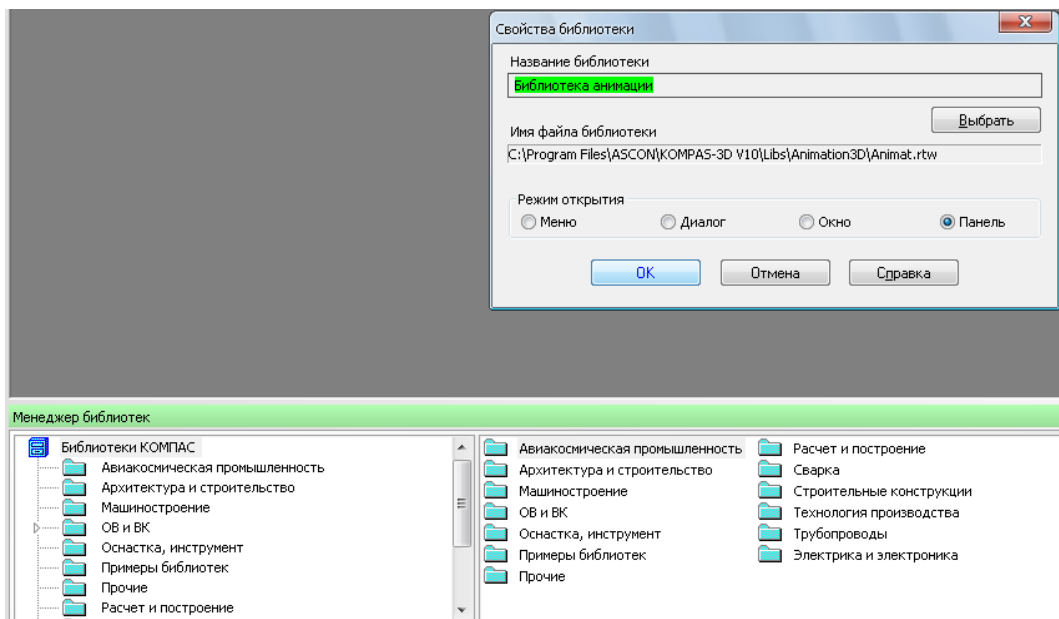 Свойства библиотеки
Название библиотеки
Библиотека анимации
Выбрать
Имя файла библиотеки
C:\Program Files\ASCON\KOMPAS-3D V10\Libs\Animation3D\Animat.rtw
Режим открытия
Меню Диалог Окно Панель
OK Отмена Справка
Менеджер библиотек
Библиотеки КОМПАС
Авиакосмическая промышленность
Архитектура и строительство
Машиностроение
ОВ и ВК
Оснастка, инструмент
Примеры библиотек
Прочие
Расчет и построение
Авиакосмическая промышленность
Архитектура и строительство
Машиностроение
ОВ и ВК
Оснастка, инструмент
Примеры библиотек
Прочие
Расчет и построение
Сварка
Строительные конструкции
Технология производства
Трубопроводы
Электрика и электроника